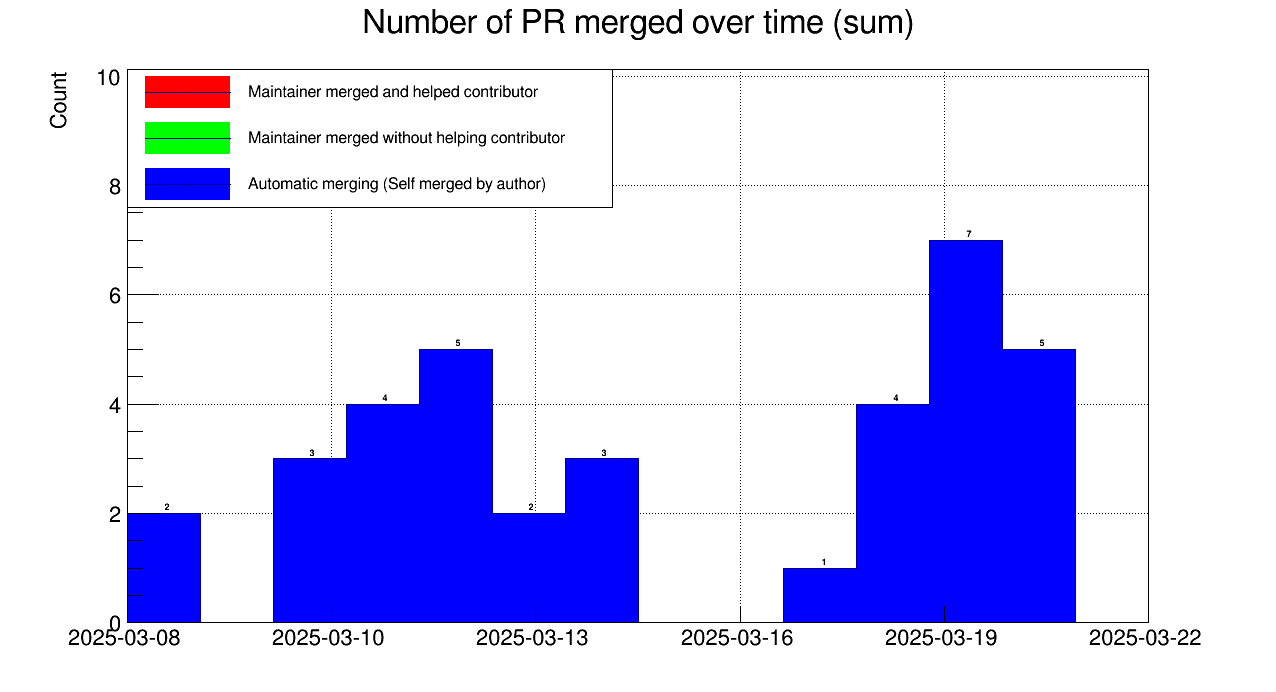 Number of PR merged over time (sum)
Count
10
8
6
4
2
0
Maintainer merged and helped contributor
Maintainer merged without helping contributor
Automatic merging (Self merged by author)
2
3
4
5
2
3
1
4
7
5
2025-03-08 2025-03-10 2025-03-13 2025-03-16 2025-03-19 2025-03-22